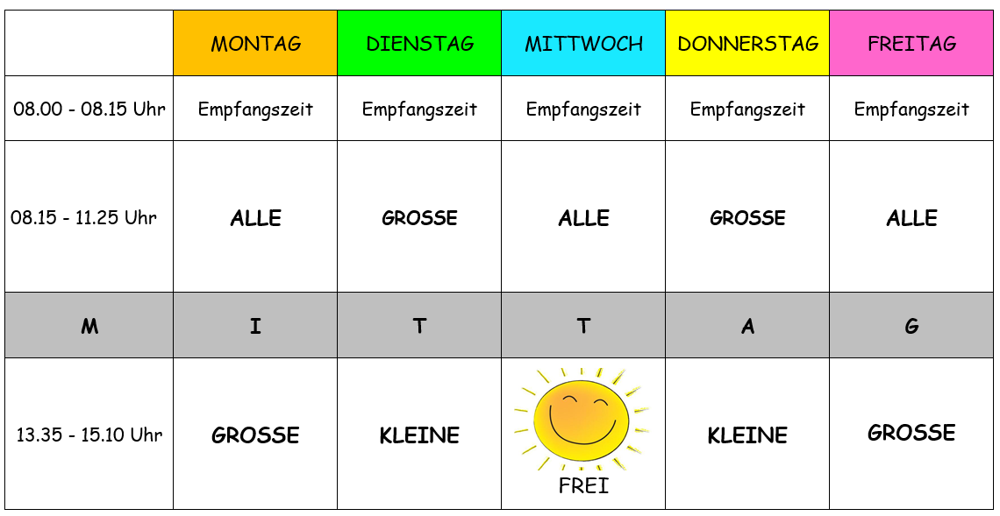 MONTAG DIENSTAG MITTWOCH DONNERSTAG FREITAG
08.00 - 08.15 Uhr Empfangszeit Empfangszeit Empfangszeit Empfangszeit Empfangszeit
08.15 - 11.25 Uhr ALLE GROSSE ALLE GROSSE ALLE
M I T T A G
13.35 - 15.10 Uhr GROSSE KLEINE KLEINE GROSSE
FREI